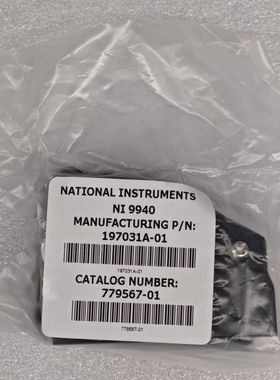 NATIONAL INSTRUMENTS
NI 9940
MANUFACTURING P/N:
197031A-01
197031A-01
CATALOG NUMBER:
779567-01
779567-01